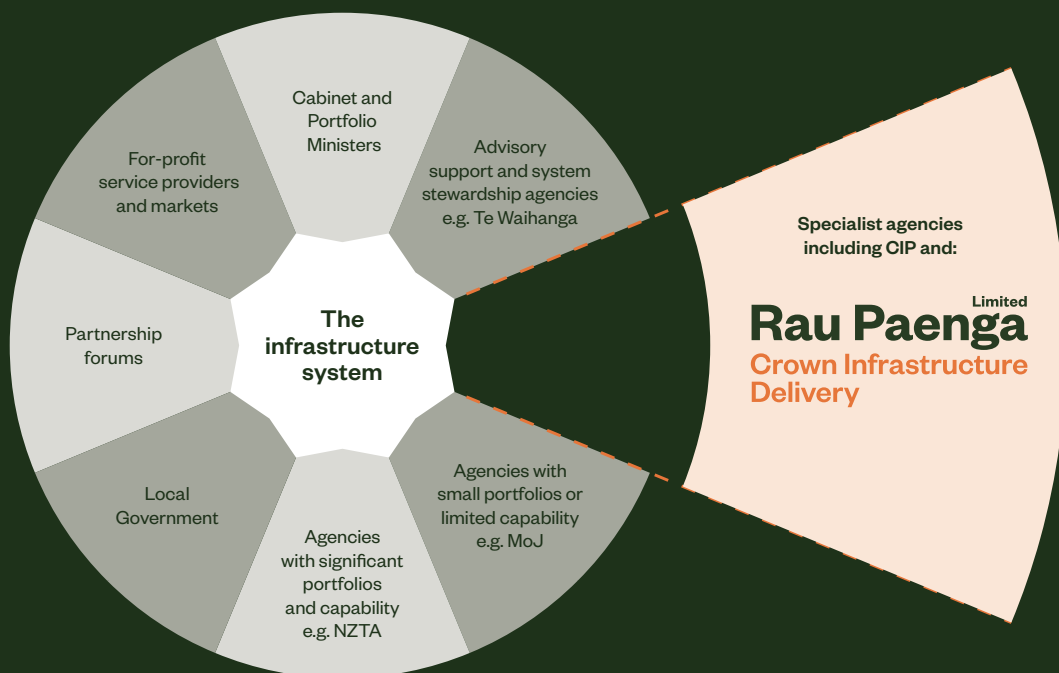 Cabinet and
Portfolio
Ministers
Advisory
support and system
stewardship agencies
e.g. Te Waihanga
Specialist agencies
including CIP and:
Limited
Rau Paenga
Crown Infrastructure
Delivery
Agencies with
small portfolios or
limited capability
e.g. MoJ
Agencies
with significant
portfolios
and capability
e.g. NZTA
Local
Government
Partnership
forums
For-profit
service providers
and markets
The
infrastructure
system